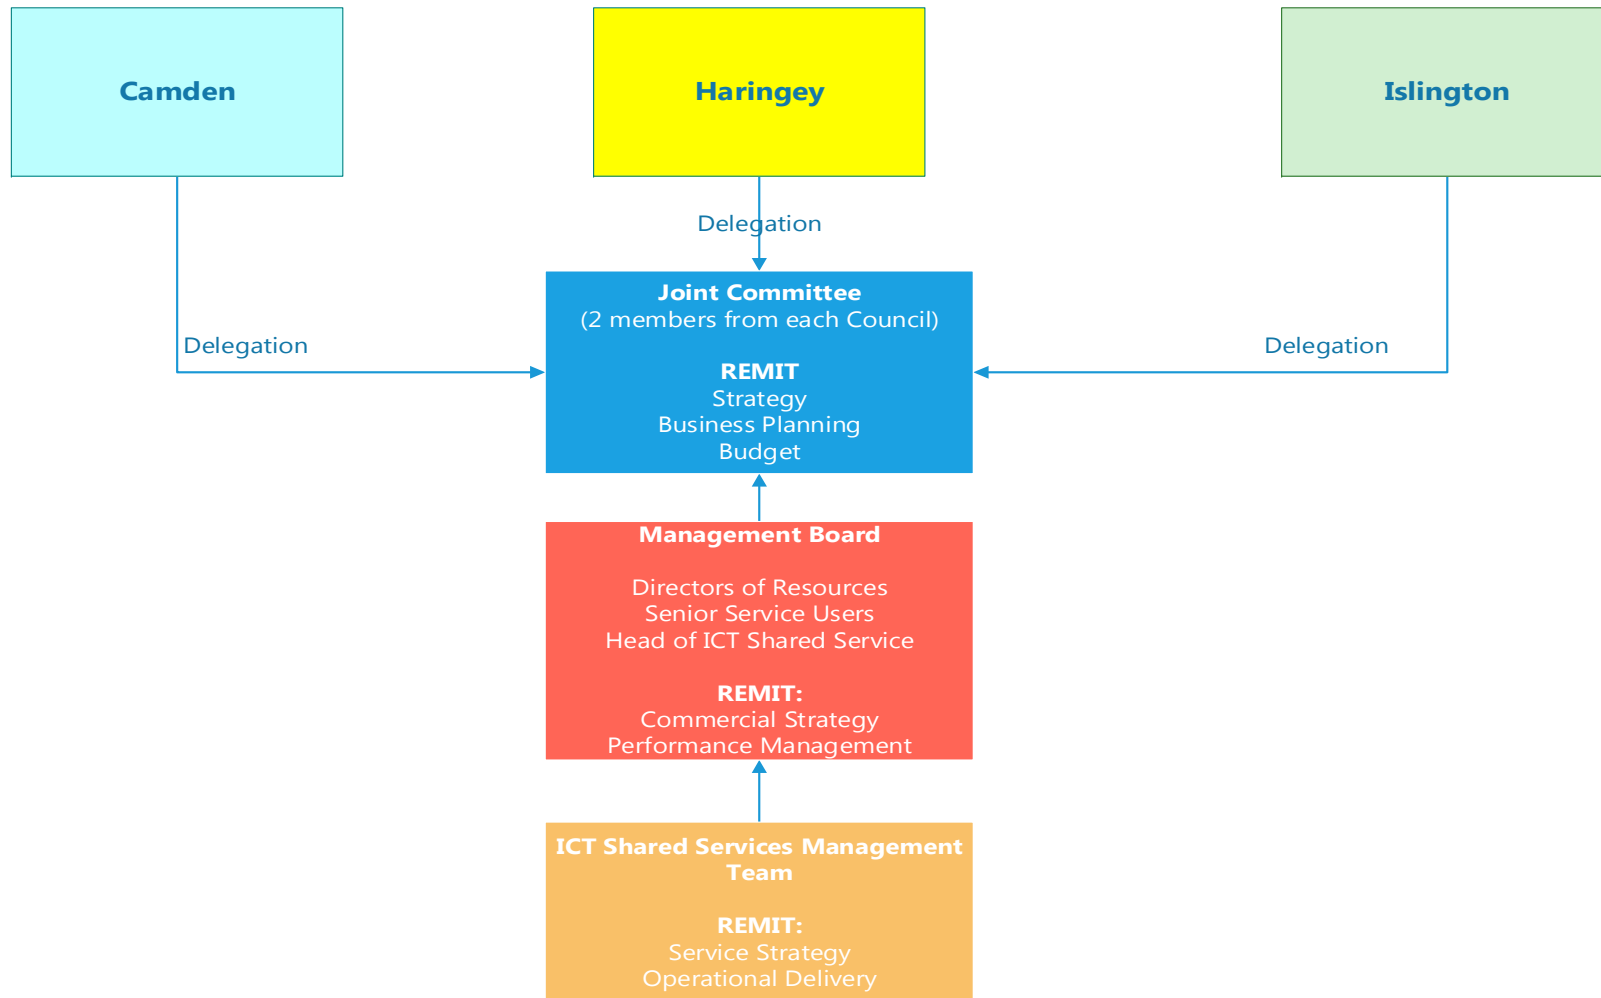 Camden
Haringey
Islington
Delegation
Joint Committee
(2 members from each Council)
REMIT
Strategy
Business Planning
Budget
Delegation
Delegation
Management Board
Directors of Resources
Senior Service Users
Head of ICT Shared Service
REMIT:
Commercial Strategy
Performance Management
ICT Shared Services Management
Team
REMIT:
Service Strategy
Operational Delivery